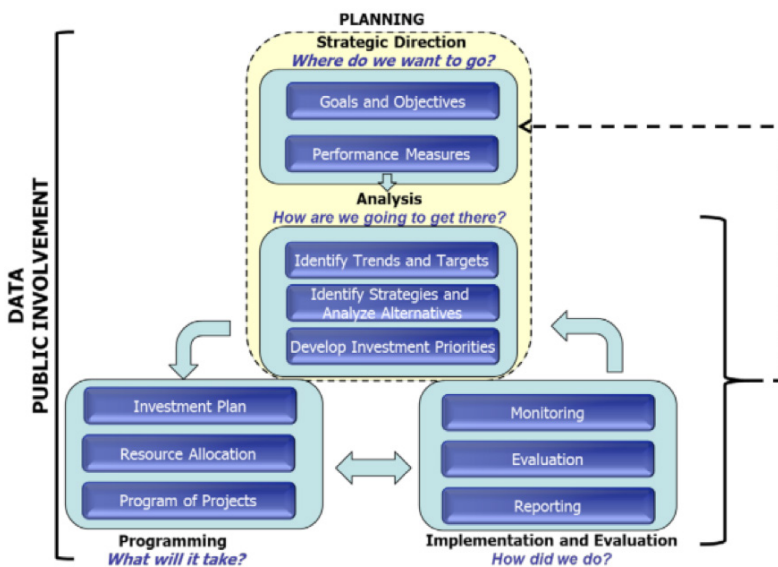 PLANNING
Strategic Direction
Where do we want to go?
Goals and Objectives
Performance Measures
Analysis
How are we going to get there?
Identify Trends and Targets
Identify Strategies and
Analyze Alternatives
Develop Investment Priorities
DATA
PUBLIC INVOLVEMENT
Investment Plan
Resource Allocation
Program of Projects
Programming
What will it take?
Monitoring
Evaluation
Reporting
Implementation and Evaluation
How did we do?